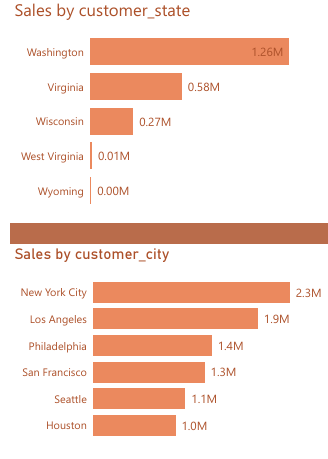 Sales by customer_state
Washington 1.26M
Virginia 0.58M
Wisconsin 0.27M
West Virginia 0.01M
Wyoming 0.00M
Sales by customer_city
New York City 2.3M
Los Angeles 1.9M
Philadelphia 1.4M
San Francisco 1.3M
Seattle 1.1M
Houston 1.0M